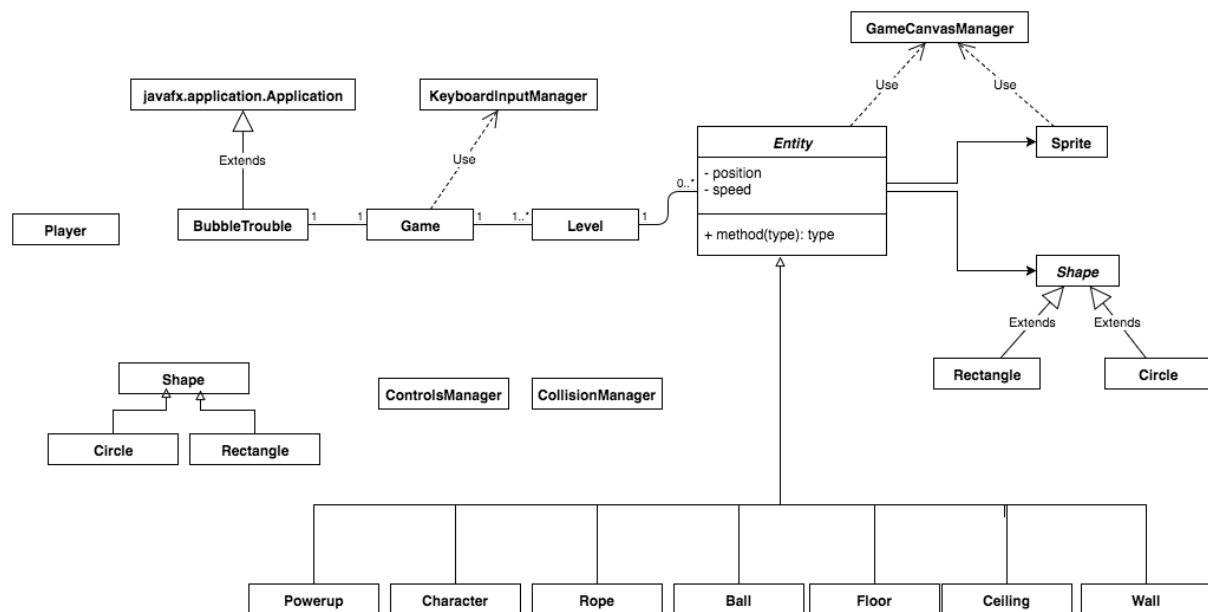 GameCanvasManager
javafx.application.Application
KeyboardInputManager
Use
Use
Entity
Sprite
Extends
Use
- position
- speed
0..*
Player
BubbleTrouble
1
1
Game
1
1..*
Level
1
+ method(type): type
Shape
Extends
Extends
Rectangle
Circle
Shape
ControlsManager
CollisionManager
Circle
Rectangle
Powerup
Character
Rope
Ball
Floor
Ceiling
Wall